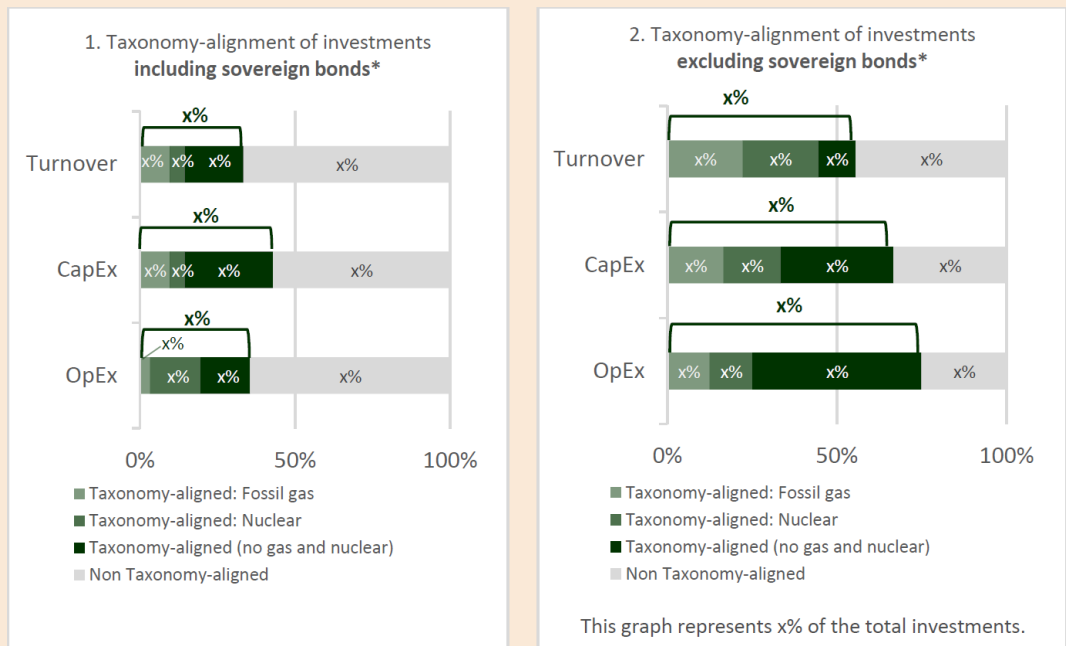 1. Taxonomy-alignment of investments
including sovereign bonds*
x%
Turnover
x% x% x% x%
x%
CapEx
x% x% x% x%
x%
x%
OpEx
x% x% x%
0% 50% 100%
Taxonomy-aligned: Fossil gas
Taxonomy-aligned: Nuclear
Taxonomy-aligned (no gas and nuclear)
Non Taxonomy-aligned
2. Taxonomy-alignment of investments
excluding sovereign bonds*
x%
Turnover
x% x% x% x%
x%
CapEx
x% x% x% x%
x%
OpEx
x% x% x% x%
0% 50% 100%
Taxonomy-aligned: Fossil gas
Taxonomy-aligned: Nuclear
Taxonomy-aligned (no gas and nuclear)
Non Taxonomy-aligned
This graph represents x% of the total investments.